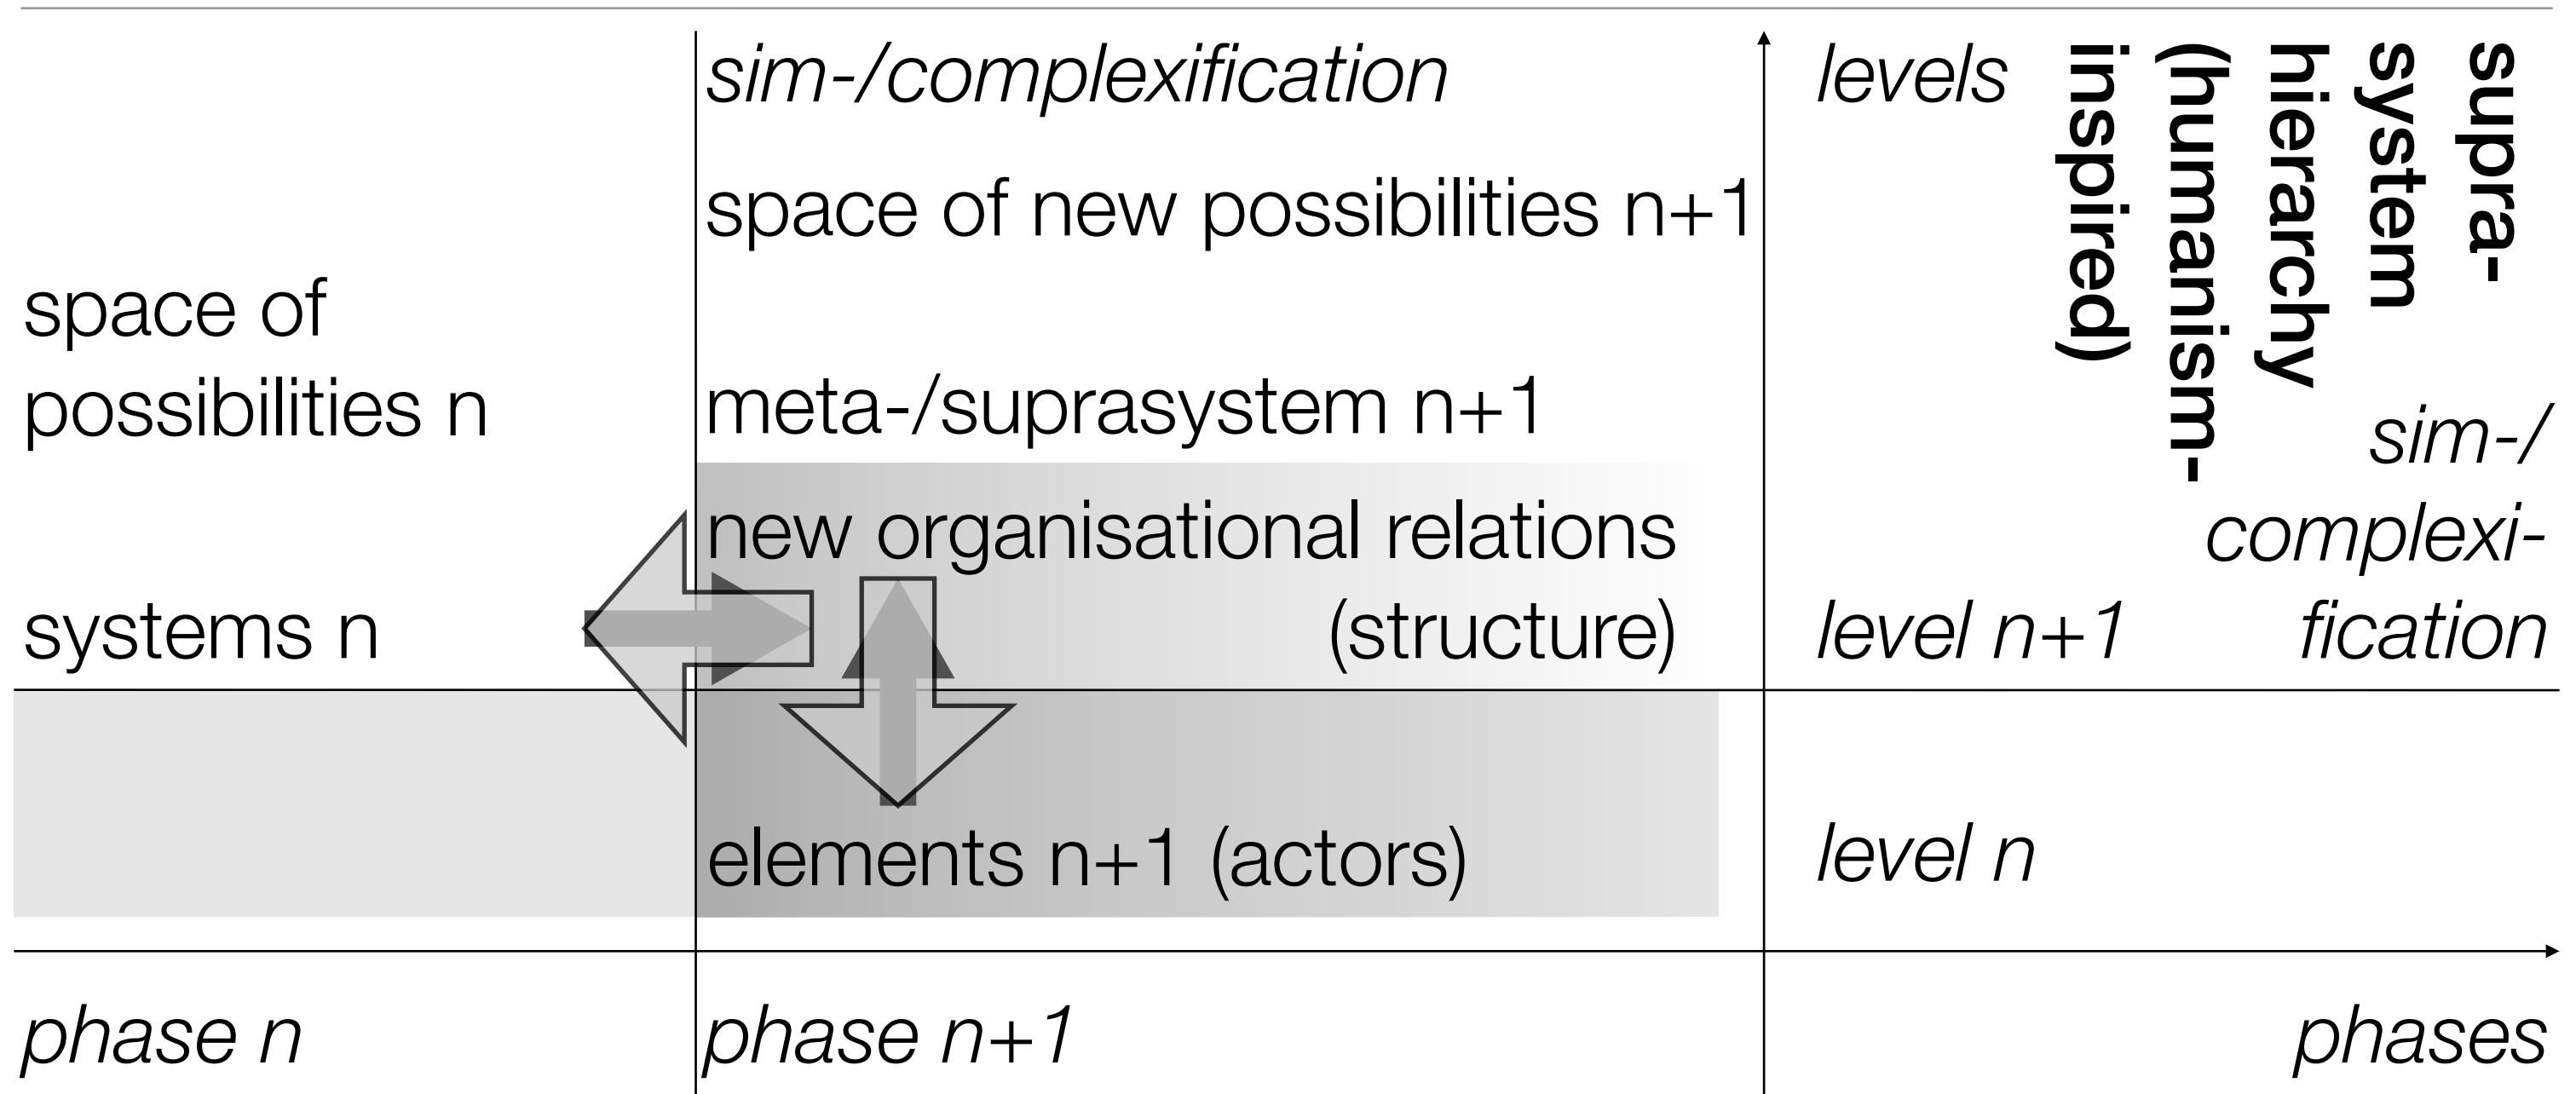 sim-/complexification
space of new possibilities n+1
space of
possibilities n
meta-/suprasystem n+1
new organisational relations
(structure)
systems n
elements n+1 (actors)
levels
level n+1
level n
supra-
system
hierarchy
(humanism-
inspired)
sim-/
complexi-
fication
phase n
phase n+1
phases